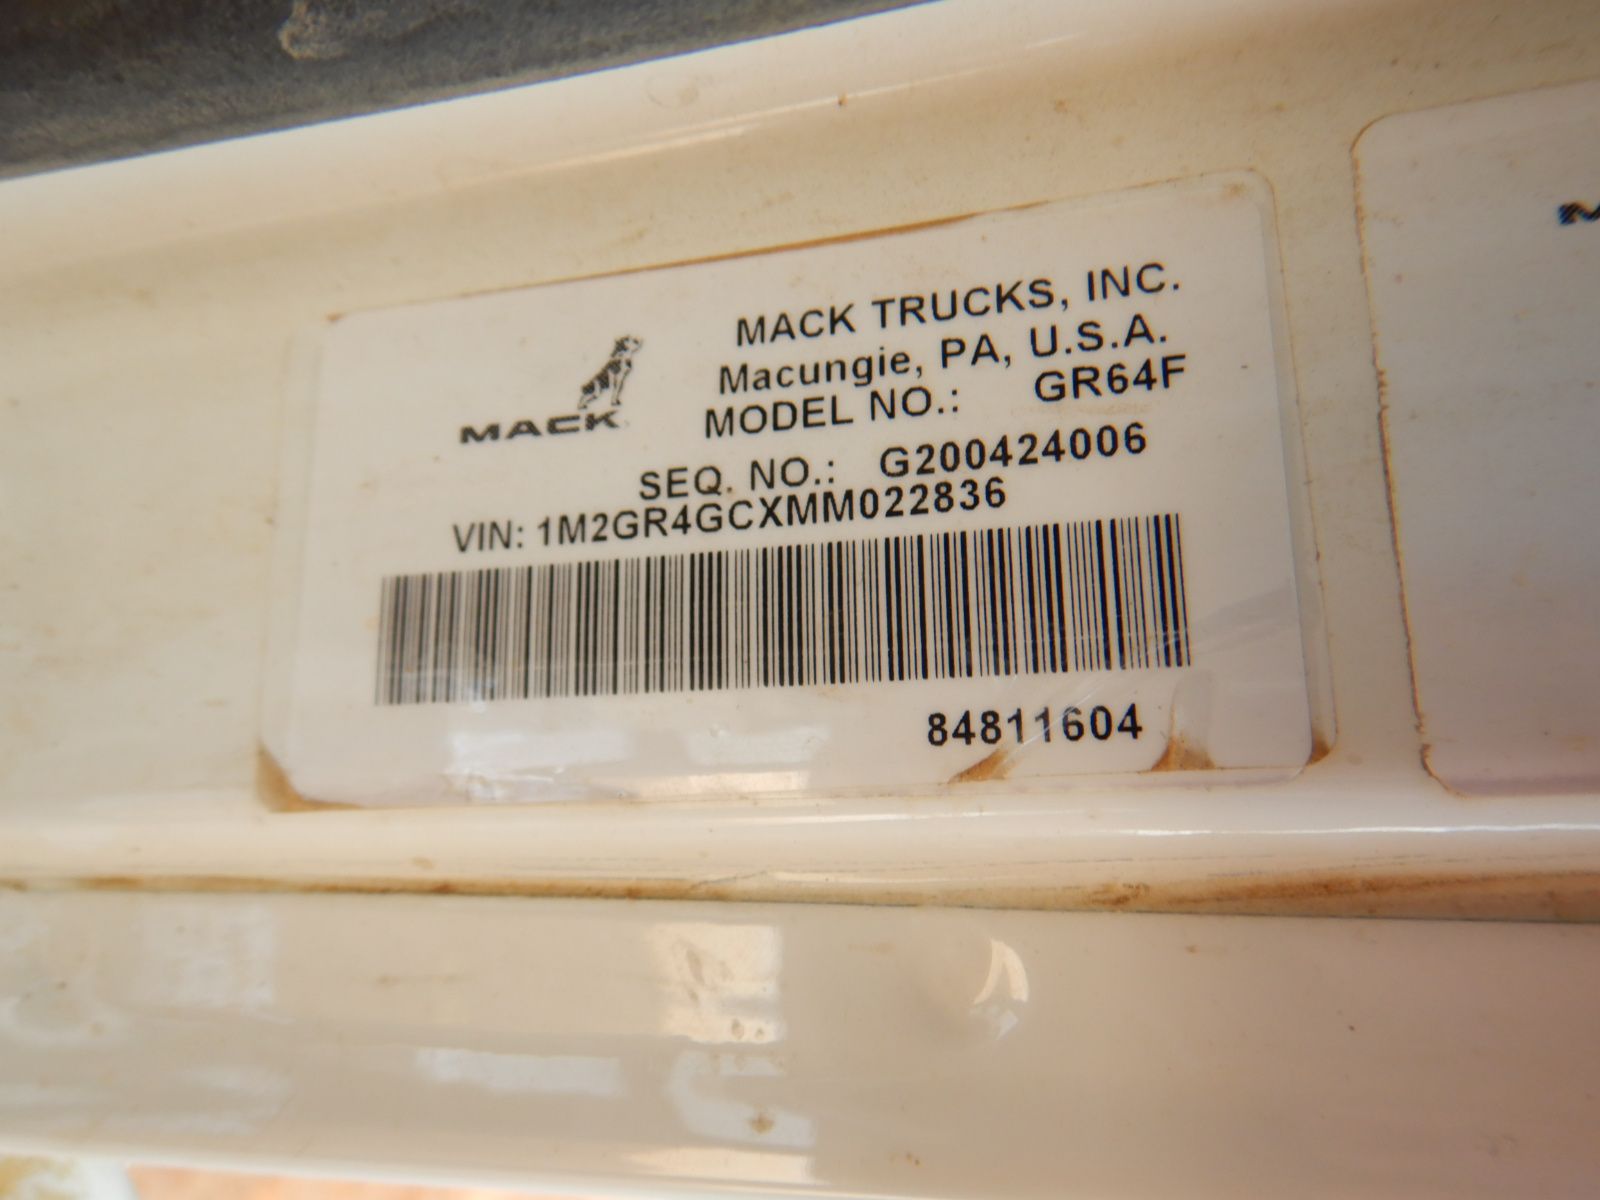 MACK
MACK TRUCKS, INC.
Macungie, PA, U.S.A.
MODEL NO.: GR64F
SEQ. NO.: G200424006
VIN: 1M2GR4GCXMM022836
84811604